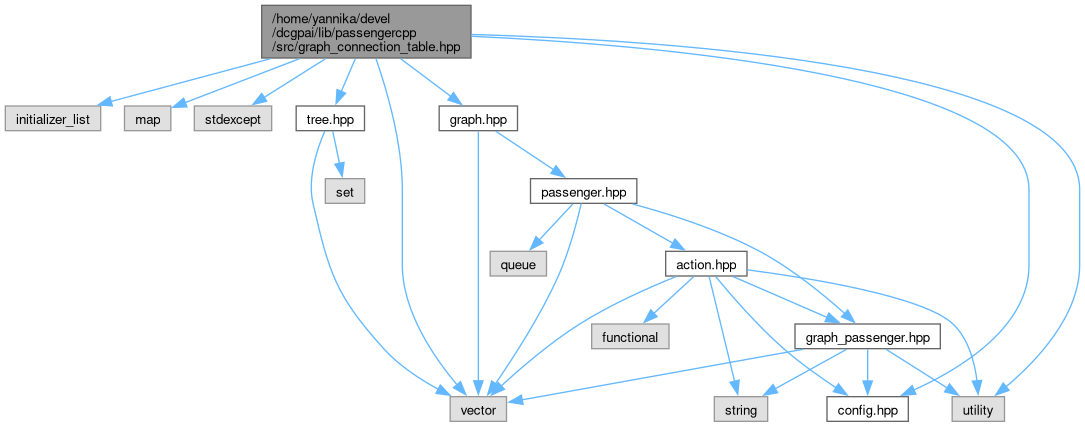 /home/yannika/devel
/dcgpai/lib/passengercpp
/src/graph_connection_table.hpp
initializer_list
map
stdexcept
tree.hpp
graph.hpp
set
passenger.hpp
queue
action.hpp
functional
graph_passenger.hpp
vector
string
config.hpp
utility